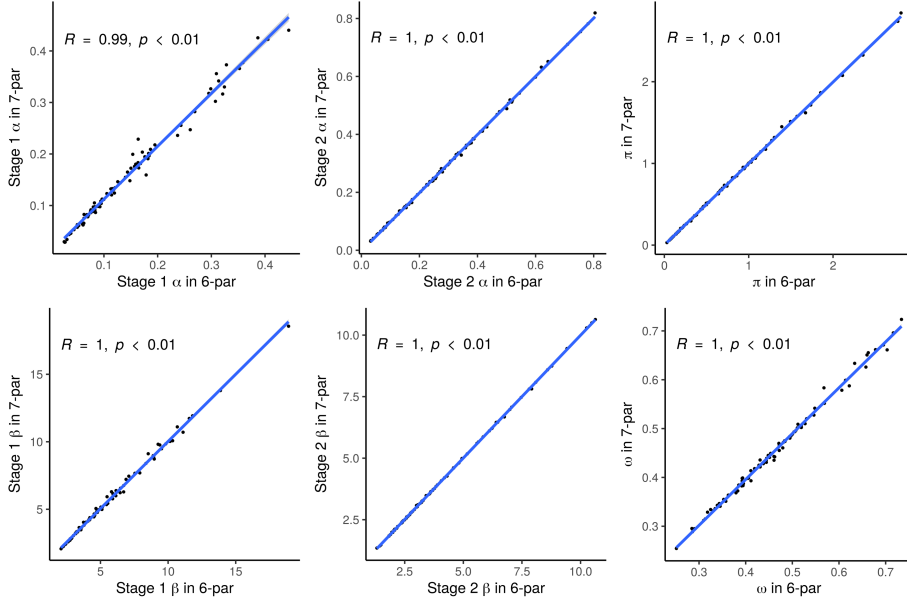 R = 0.99, p < 0.01
Stage 1 α in 7-par
0.4
0.3
0.2
0.1
0.1 0.2 0.3 0.4
Stage 1 α in 6-par
R = 1, p < 0.01
Stage 2 α in 7-par
0.8
0.6
0.4
0.2
0.0
0.0 0.2 0.4 0.6 0.8
Stage 2 α in 6-par
R = 1, p < 0.01
π in 7-par
2
1
0
0 1 2
π in 6-par
R = 1, p < 0.01
Stage 1 β in 7-par
15
10
5
5 10 15
Stage 1 β in 6-par
R = 1, p < 0.01
Stage 2 β in 7-par
10.0
7.5
5.0
2.5
2.5 5.0 7.5 10.0
Stage 2 β in 6-par
R = 1, p < 0.01
ω in 7-par
0.7
0.6
0.5
0.4
0.3
0.3 0.4 0.5 0.6 0.7
ω in 6-par